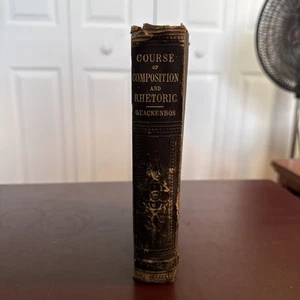 COURSE
OF
COMPOSITION
AND
RHETORIC.
QUACKENBOS